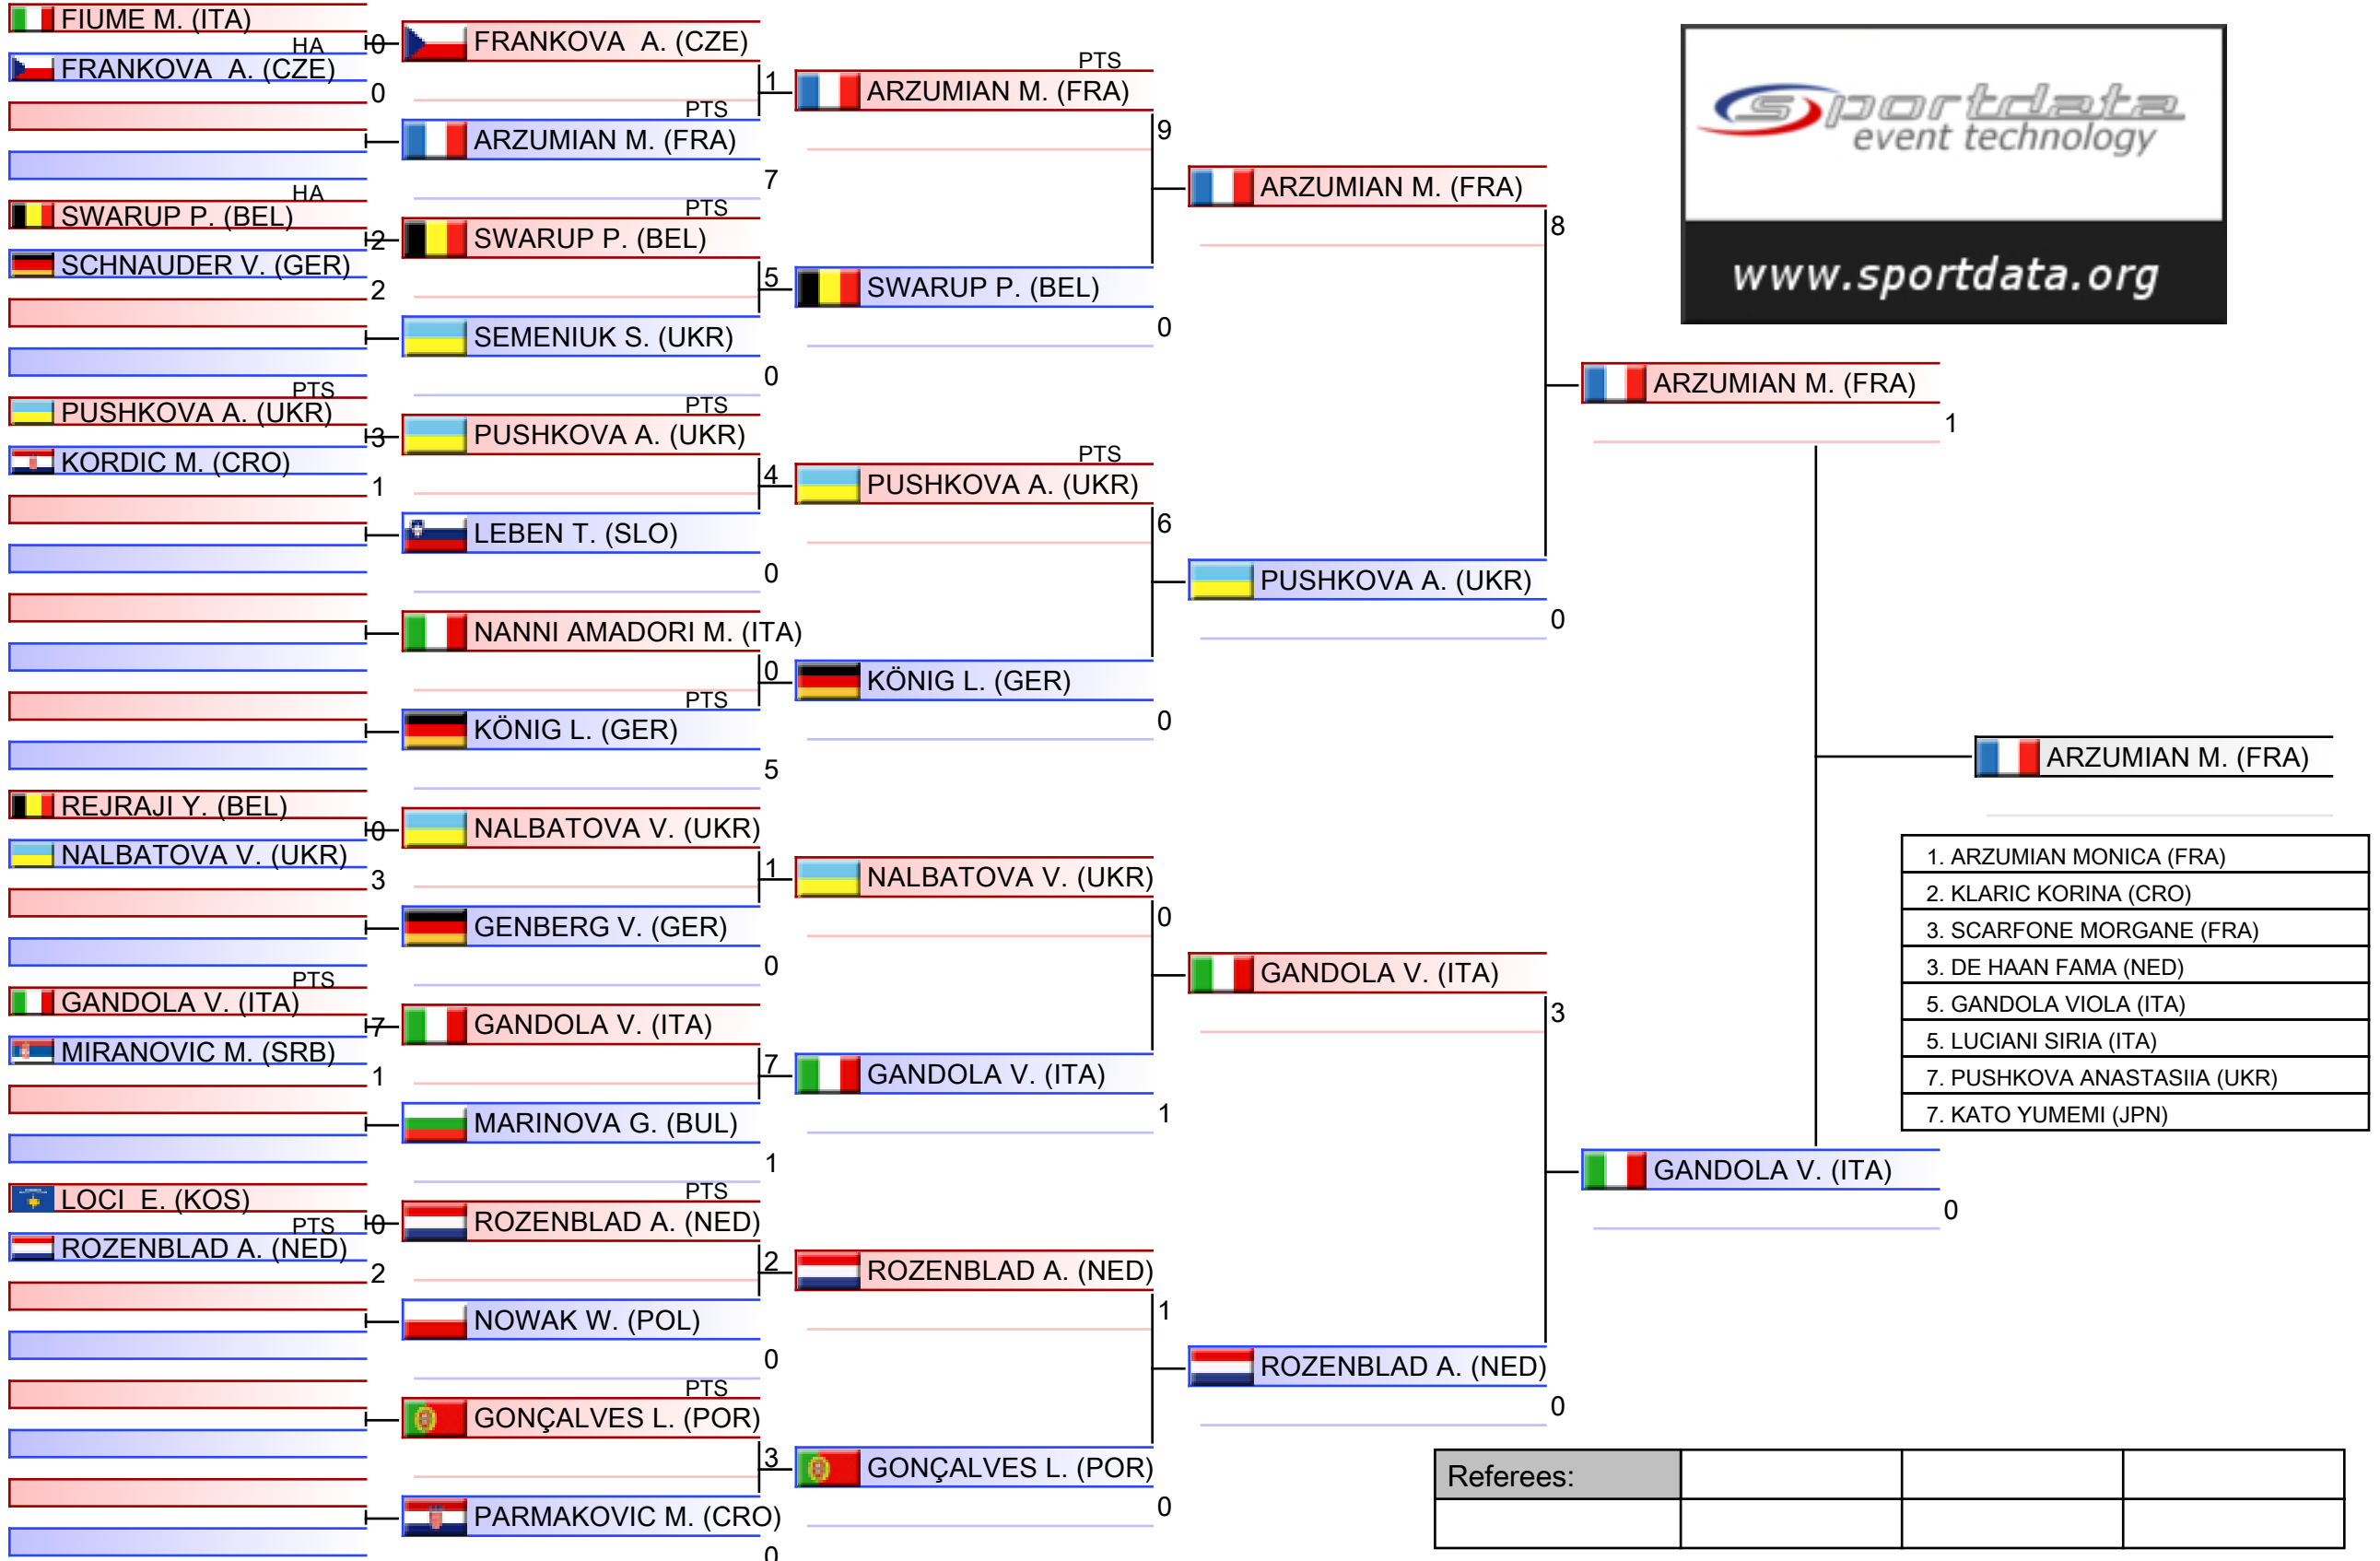 FIUME M. (ITA)
HA
0
FRANKOVA  A. (CZE)
0
SWARUP P. (BEL)
HA
2
SCHNAUDER V. (GER)
2
PUSHKOVA A. (UKR)
PTS
3
KORDIC M. (CRO)
1
REJRAJI Y. (BEL)
0
NALBATOVA V. (UKR)
3
GANDOLA V. (ITA)
PTS
7
MIRANOVIC M. (SRB)
1
LOCI  E. (KOS)
PTS
0
ROZENBLAD A. (NED)
2
FRANKOVA  A. (CZE)
1
PTS
ARZUMIAN M. (FRA)
7
PTS
SWARUP P. (BEL)
5
SEMENIUK S. (UKR)
0
PTS
PUSHKOVA A. (UKR)
4
LEBEN T. (SLO)
0
NANNI AMADORI M. (ITA)
0
PTS
KÖNIG L. (GER)
5
NALBATOVA V. (UKR)
1
GENBERG V. (GER)
0
GANDOLA V. (ITA)
7
MARINOVA G. (BUL)
1
PTS
ROZENBLAD A. (NED)
2
NOWAK W. (POL)
0
PTS
GONÇALVES L. (POR)
3
PARMAKOVIC M. (CRO)
0
PTS
ARZUMIAN M. (FRA)
9
SWARUP P. (BEL)
0
PTS
PUSHKOVA A. (UKR)
6
KÖNIG L. (GER)
0
NALBATOVA V. (UKR)
0
GANDOLA V. (ITA)
1
ROZENBLAD A. (NED)
1
GONÇALVES L. (POR)
0
ARZUMIAN M. (FRA)
8
PUSHKOVA A. (UKR)
0
GANDOLA V. (ITA)
3
ROZENBLAD A. (NED)
0
ARZUMIAN M. (FRA)
1
GANDOLA V. (ITA)
0
ARZUMIAN M. (FRA)
sportdata
event technology
www.sportdata.org
1. ARZUMIAN MONICA (FRA)
2. KLARIC KORINA (CRO)
3. SCARFONE MORGANE (FRA)
3. DE HAAN FAMA (NED)
5. GANDOLA VIOLA (ITA)
5. LUCIANI SIRIA (ITA)
7. PUSHKOVA ANASTASIIA (UKR)
7. KATO YUMEMI (JPN)
Referees: